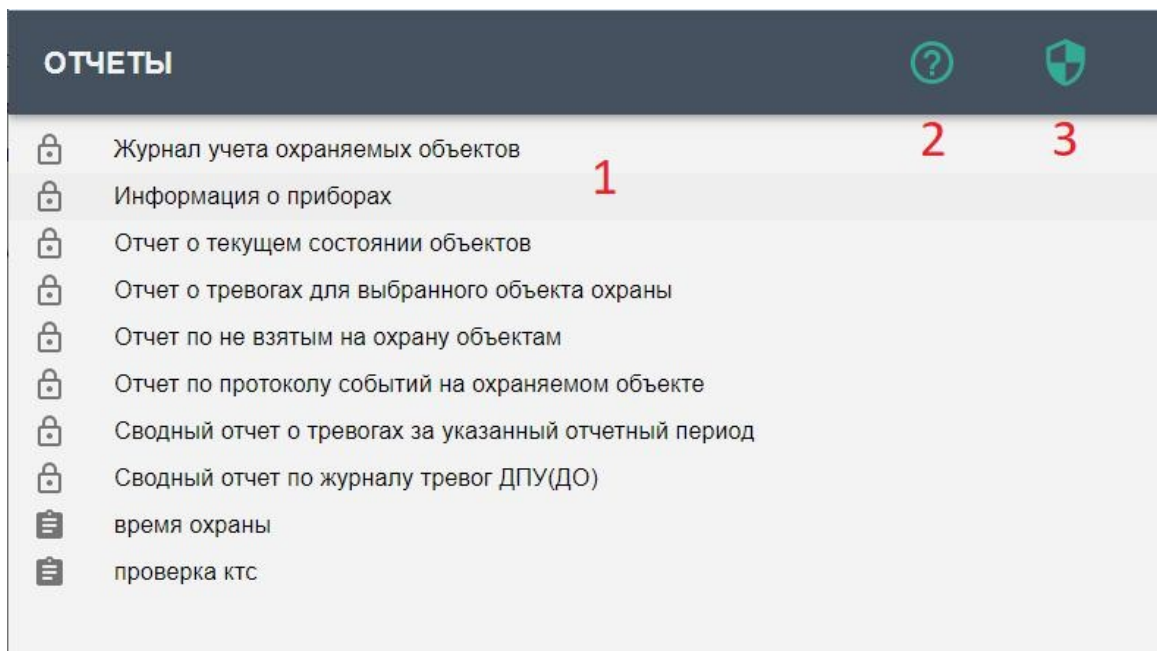 ОТЧЕТЫ
2
3
Журнал учета охраняемых объектов
1
Информация о приборах
Отчет о текущем состоянии объектов
Отчет о тревогах для выбранного объекта охраны
Отчет по не взятым на охрану объектам
Отчет по протоколу событий на охраняемом объекте
Сводный отчет о тревогах за указанный отчетный период
Сводный отчет по журналу тревог ДПУ(ДО)
время охраны
проверка ктс